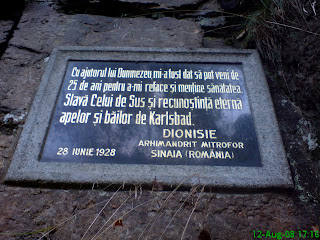 Cu ajutorul lui Dumnezeu mi-a fost dat să pot veni de
25 de ani pentru a-mi reface și menține sănatatea.
Slavă Celui de Sus și recunostință eternă
apelor și băilor de Karlsbad.
DIONISIE
ARHIMANDRIT MITROFOR
28 IUNIE 1928 SINAIA (ROMÂNIA)
12-Aug-08 17:16